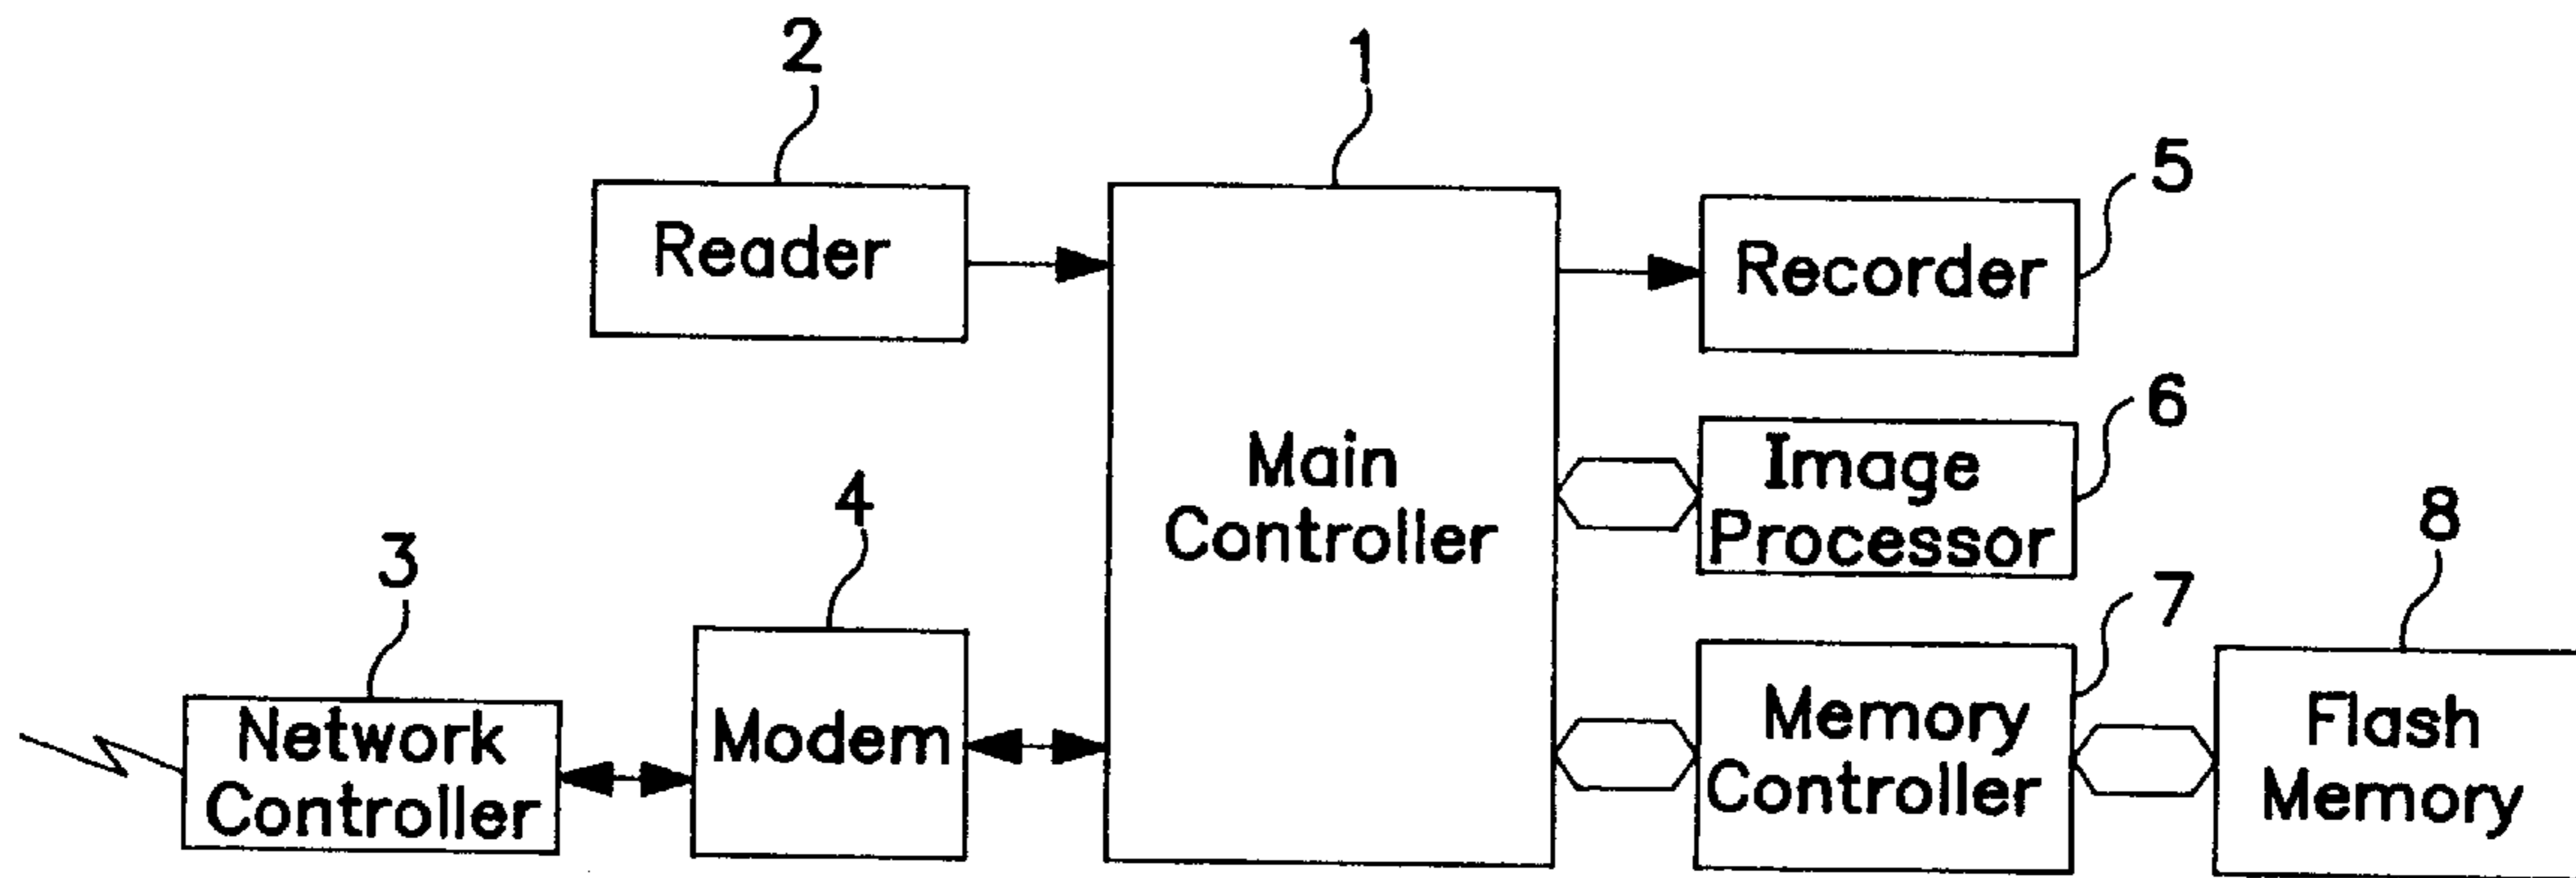 2
1
5
Reader
Recorder
6
Image
Processor
Main
Controller
4
8
3
7
Network
Controller
Modem
Memory
Controller
Flash
Memory